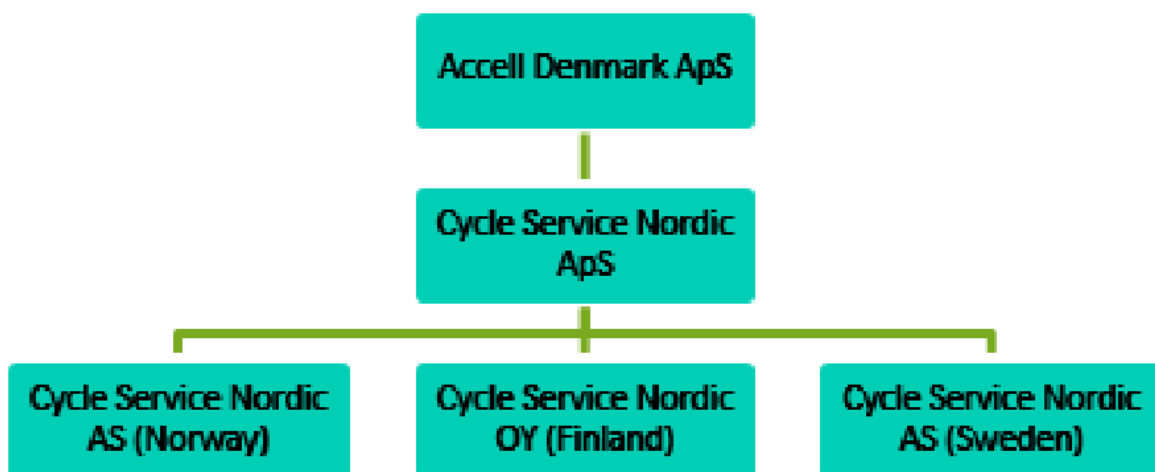 Accell Denmark ApS
Cycle Service Nordic
ApS
Cycle Service Nordic
AS (Norway)
Cycle Service Nordic
OY (Finland)
Cycle Service Nordic
AS (Sweden)